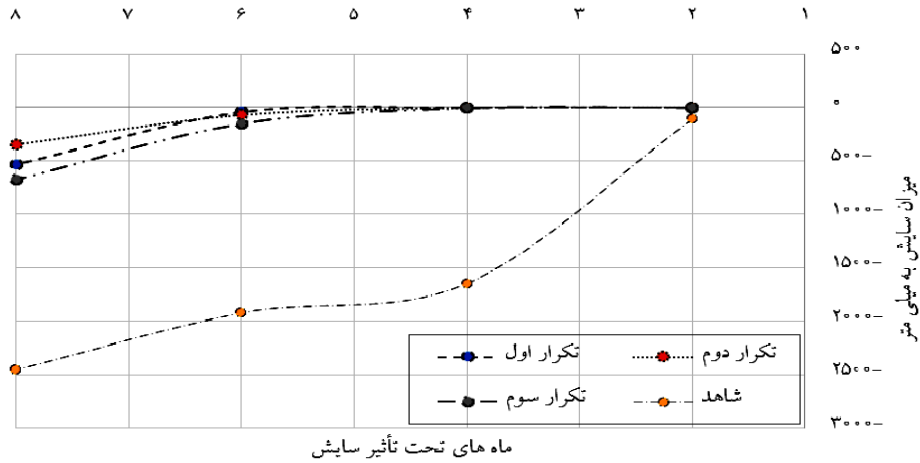 ۸ ۷ ۶ ۵ ۴ ۳ ۲ ۱
۵۰۰
۰
۵۰۰−
۱۰۰۰−
۱۵۰۰−
۲۰۰۰−
۲۵۰۰−
۳۰۰۰−
میزان سایش به میلی متر
تکرار دوم
تکرار اول
شاهد
تکرار سوم
ماه های تحت تأثیر سایش